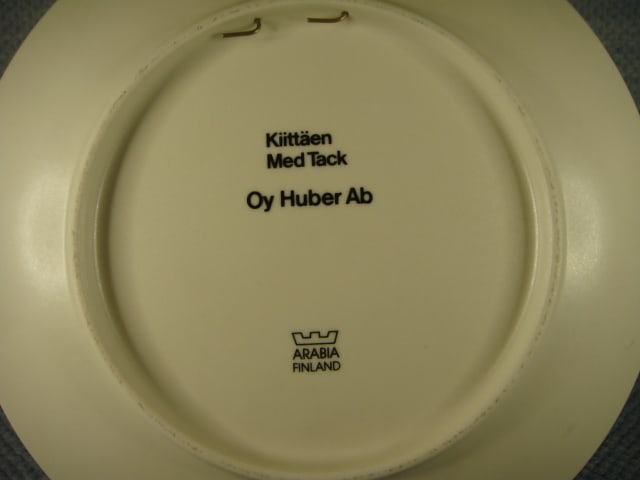 Kiittäen
Med Tack
Oy Huber Ab
ARABIA
FINLAND